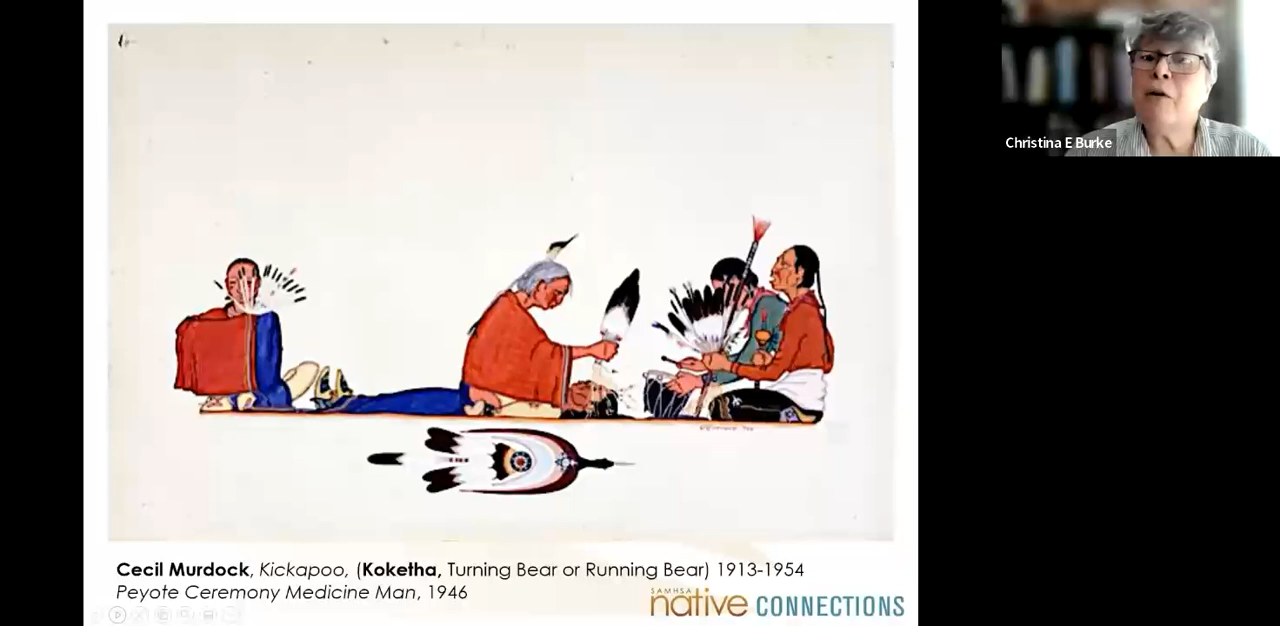 Christina E Burke
Cecil Murdock, Kickapoo, (Koketha, Turning Bear or Running Bear) 1913-1954
Peyote Ceremony Medicine Man, 1946
SAMHSA
native CONNECTIONS